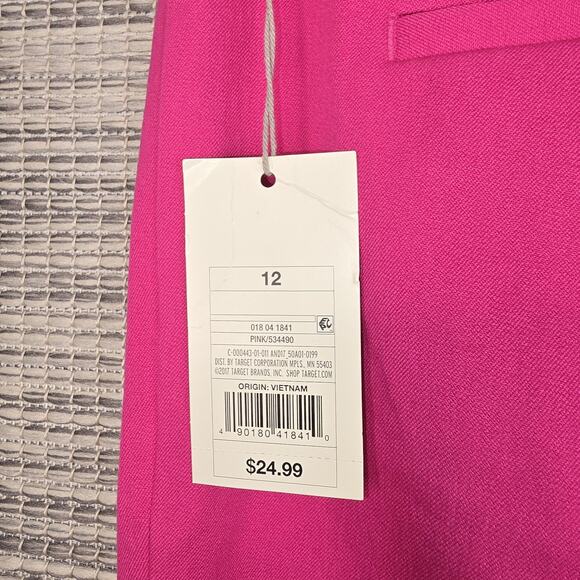 12
018 04 1841
PINK/534490
C-000443-01-011 AND17_50A01-0199
DIST. BY TARGET CORPORATION MPLS., MN 55403
©2017 TARGET BRANDS, INC. SHOP TARGET.COM
ORIGIN: VIETNAM
4 90180 41841 0
$24.99